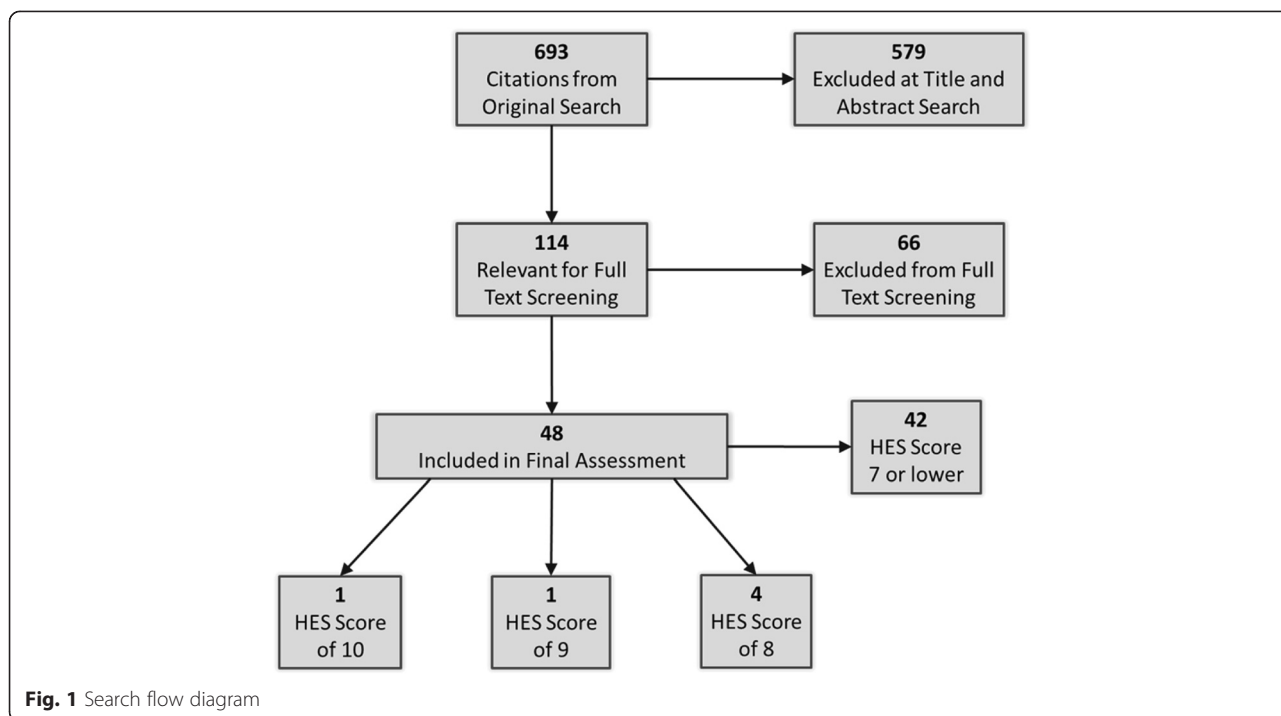 693
Citations from
Original Search
579
Excluded at Title and
Abstract Search
114
Relevant for Full
Text Screening
66
Excluded from Full
Text Screening
48
Included in Final Assessment
42
HES Score
7 or lower
1
HES Score
of 10
1
HES Score
of 9
4
HES Score
of 8
Fig. 1 Search flow diagram